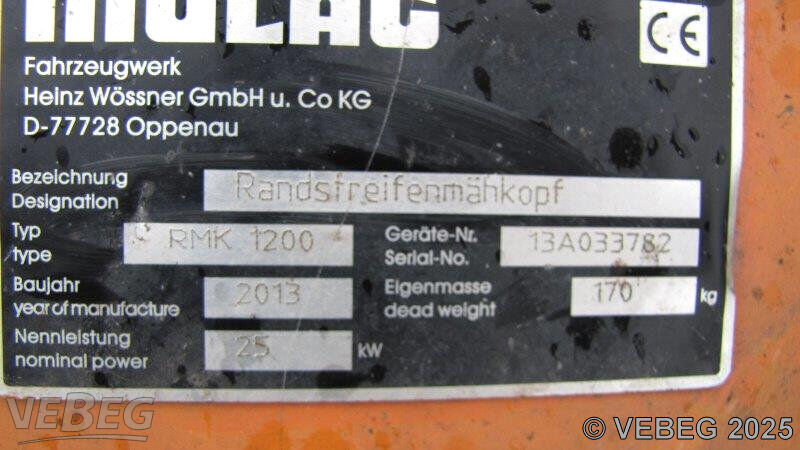 MULAG
CE
Fahrzeugwerk
Heinz Wössner GmbH u. Co KG
D-77728 Oppenau
Bezeichnung Randstreifenmähkopf
Designation
Typ RMK 1200 Geräte-Nr. 13A033782
type Serial-No.
Baujahr 2013 Eigenmasse 170 kg
year of manufacture dead weight
Nennleistung 25 kW
nominal power
VEBEG © VEBEG 2025